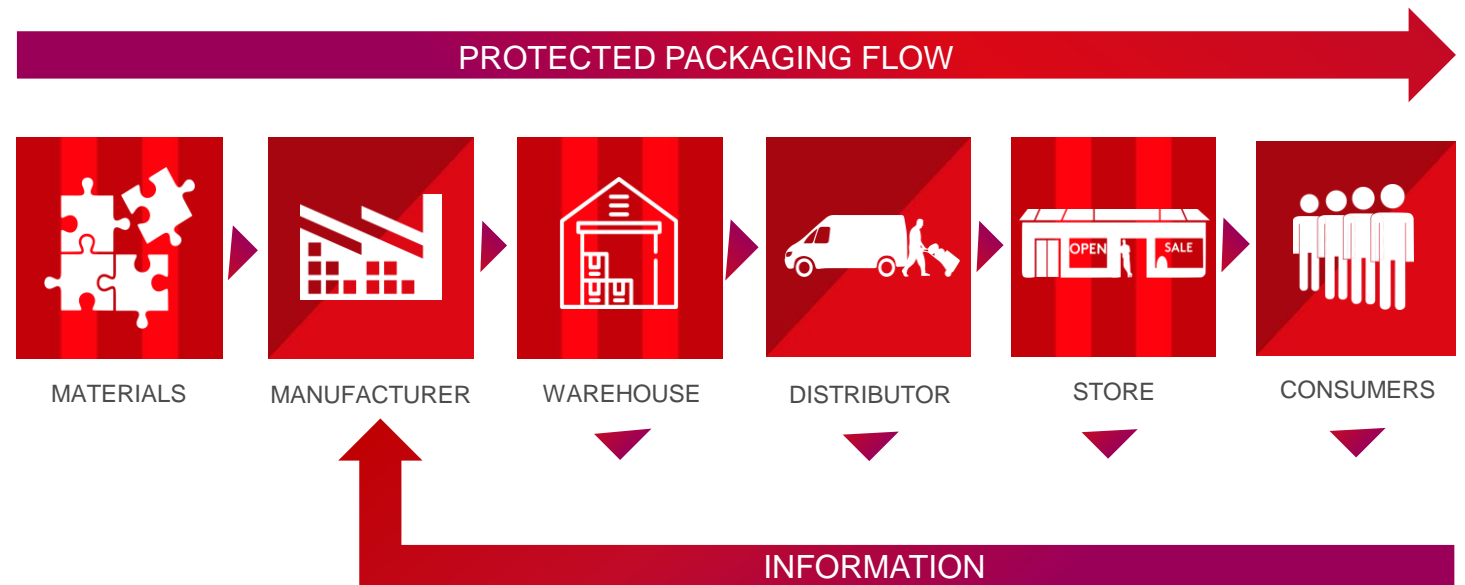 PROTECTED PACKAGING FLOW
OPEN
SALE
MATERIALS
MANUFACTURER
WAREHOUSE
DISTRIBUTOR
STORE
CONSUMERS
INFORMATION